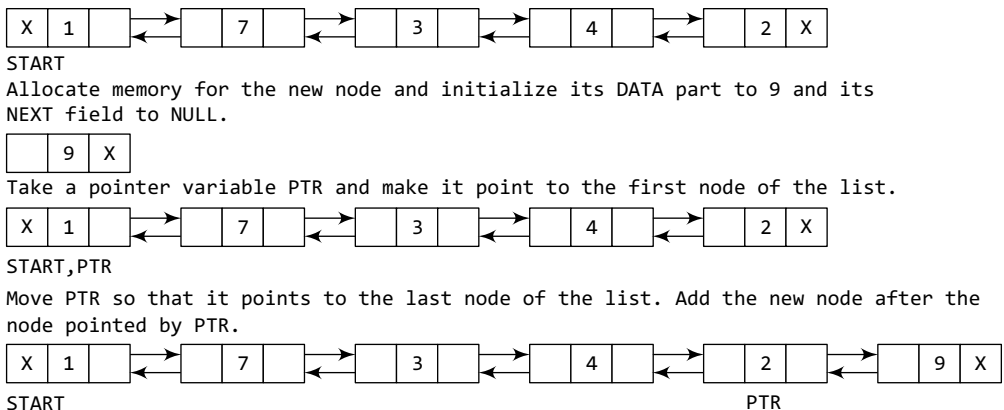 X 1 7 3 4 2 X
START
Allocate memory for the new node and initialize its DATA part to 9 and its
NEXT field to NULL.
9 X
Take a pointer variable PTR and make it point to the first node of the list.
X 1 7 3 4 2 X
START,PTR
Move PTR so that it points to the last node of the list. Add the new node after the
node pointed by PTR.
X 1 7 3 4 2 9 X
START PTR